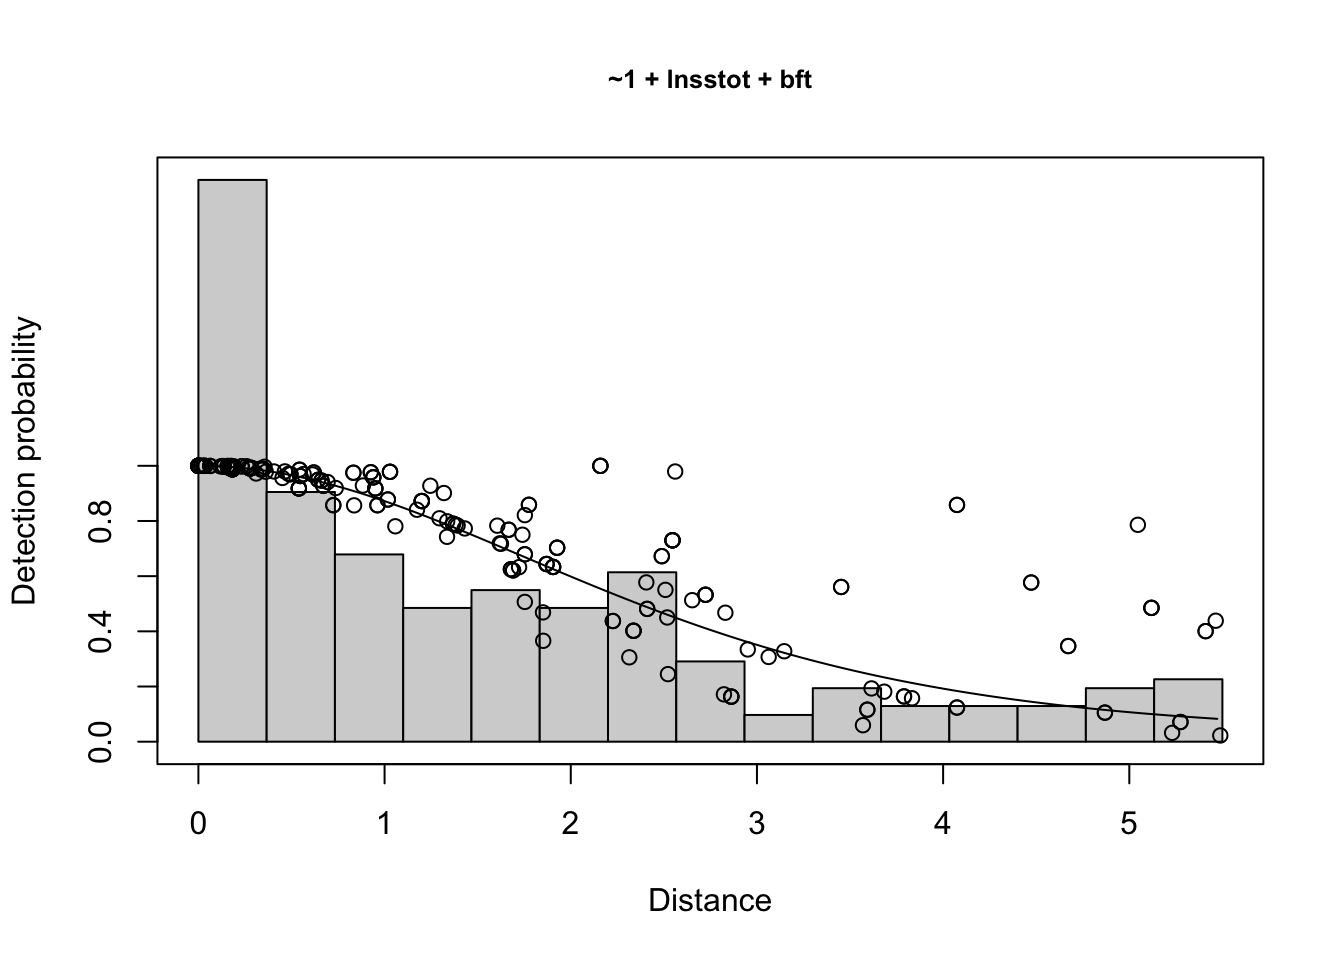 ~1 + lnsstot + bft
Detection probability
0.8
0.4
0.0
0 1 2 3 4 5
Distance